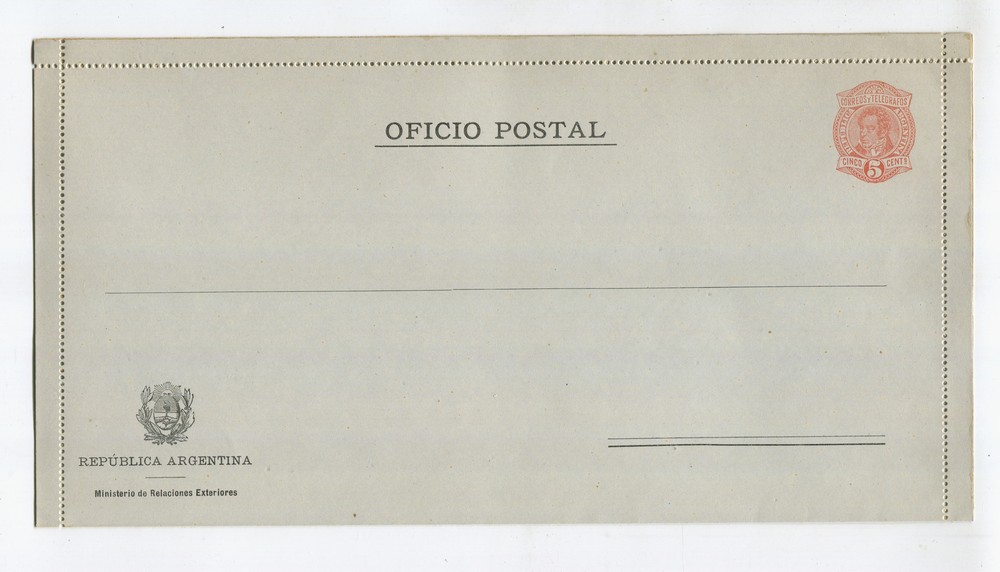 OFICIO POSTAL
CORREOS Y TELEGRAFOS
REPUBLICA ARGENTINA
CINCO 5 CENTS.
REPÚBLICA ARGENTINA
Ministerio de Relaciones Exteriores